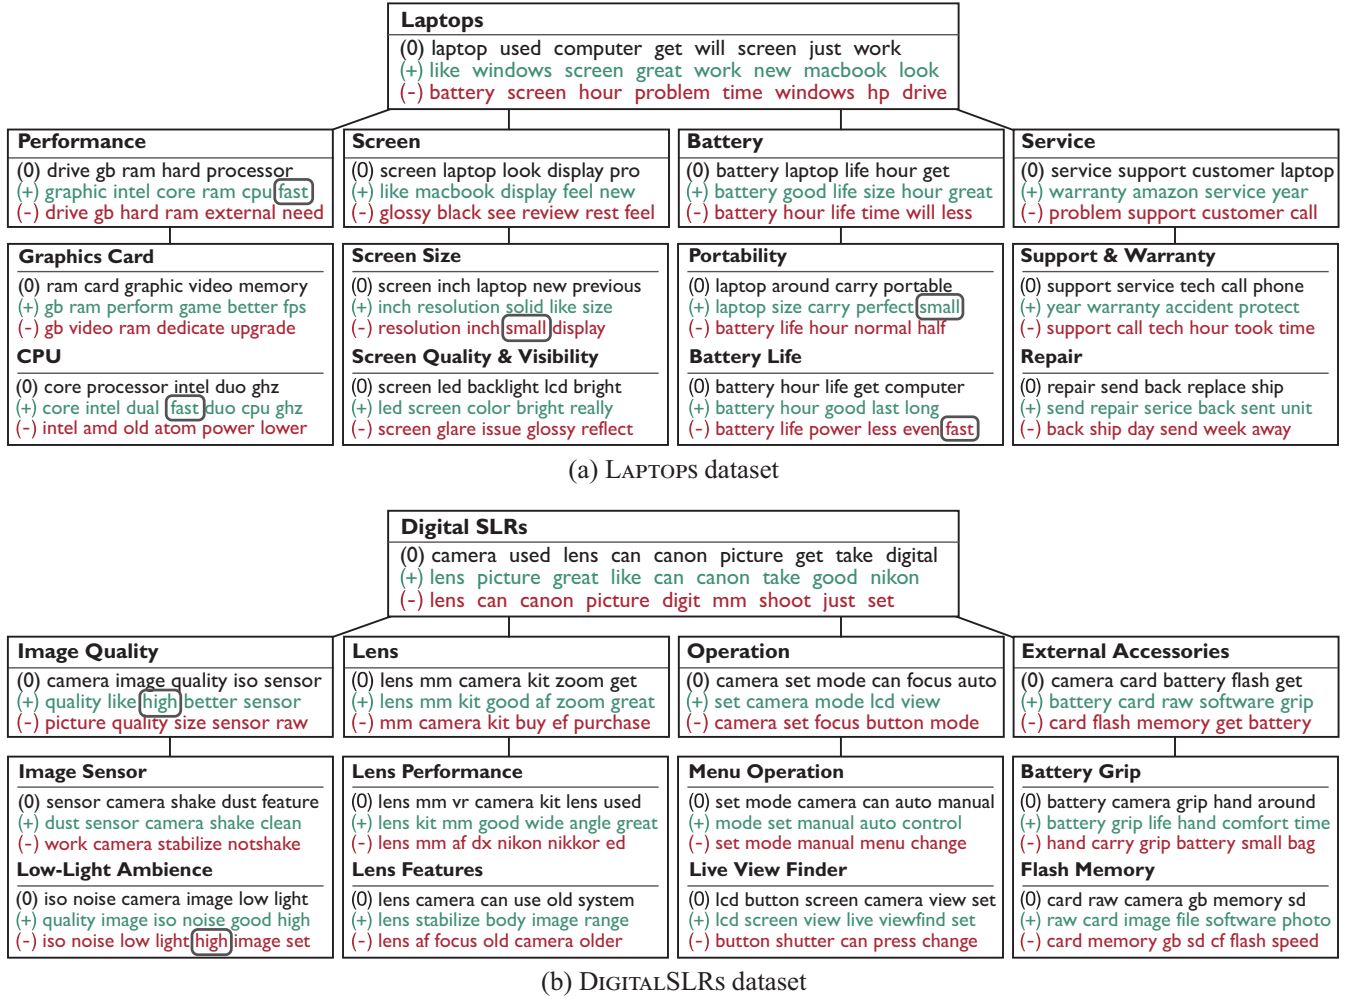 Laptops
(0) laptop used computer get will screen just work
(+) like windows screen great work new macbook look
(-) battery screen hour problem time windows hp drive
Performance
(0) drive gb ram hard processor
(+) graphic intel core ram cpu fast
(-) drive gb hard ram external need
Screen
(0) screen laptop look display pro
(+) like macbook display feel new
(-) glossy black see review rest feel
Battery
(0) battery laptop life hour get
(+) battery good life size hour great
(-) battery hour life time will less
Service
(0) service support customer laptop
(+) warranty amazon service year
(-) problem support customer call
Graphics Card
(0) ram card graphic video memory
(+) gb ram perform game better fps
(-) gb video ram dedicate upgrade
CPU
(0) core processor intel duo ghz
(+) core intel dual fast duo cpu ghz
(-) intel amd old atom power lower
Screen Size
(0) screen inch laptop new previous
(+) inch resolution solid like size
(-) resolution inch small display
Screen Quality & Visibility
(0) screen led backlight lcd bright
(+) led screen color bright really
(-) screen glare issue glossy reflect
Portability
(0) laptop around carry portable
(+) laptop size carry perfect small
(-) battery life hour normal half
Battery Life
(0) battery hour life get computer
(+) battery hour good last long
(-) battery life power less even fast
Support & Warranty
(0) support service tech call phone
(+) year warranty accident protect
(-) support call tech hour took time
Repair
(0) repair send back replace ship
(+) send repair serice back sent unit
(-) back ship day send week away
(a) LAPTOPS dataset
Digital SLRs
(0) camera used lens can canon picture get take digital
(+) lens picture great like can canon take good nikon
(-) lens can canon picture digit mm shoot just set
Image Quality
(0) camera image quality iso sensor
(+) quality like high better sensor
(-) picture quality size sensor raw
Lens
(0) lens mm camera kit zoom get
(+) lens mm kit good af zoom great
(-) mm camera kit buy ef purchase
Operation
(0) camera set mode can focus auto
(+) set camera mode lcd view
(-) camera set focus button mode
External Accessories
(0) camera card battery flash get
(+) battery card raw software grip
(-) card flash memory get battery
Image Sensor
(0) sensor camera shake dust feature
(+) dust sensor camera shake clean
(-) work camera stabilize notshake
Low-Light Ambience
(0) iso noise camera image low light
(+) quality image iso noise good high
(-) iso noise low light high image set
Lens Performance
(0) lens mm vr camera kit lens used
(+) lens kit mm good wide angle great
(-) lens mm af dx nikon nikkor ed
Lens Features
(0) lens camera can use old system
(+) lens stabilize body image range
(-) lens af focus old camera older
Menu Operation
(0) set mode camera can auto manual
(+) mode set manual auto control
(-) set mode manual menu change
Live View Finder
(0) lcd button screen camera view set
(+) lcd screen view live viewfind set
(-) button shutter can press change
Battery Grip
(0) battery camera grip hand around
(+) battery grip life hand comfort time
(-) hand carry grip battery small bag
Flash Memory
(0) card raw camera gb memory sd
(+) raw card image file software photo
(-) card memory gb sd cf flash speed
(b) DIGITALSLRS dataset